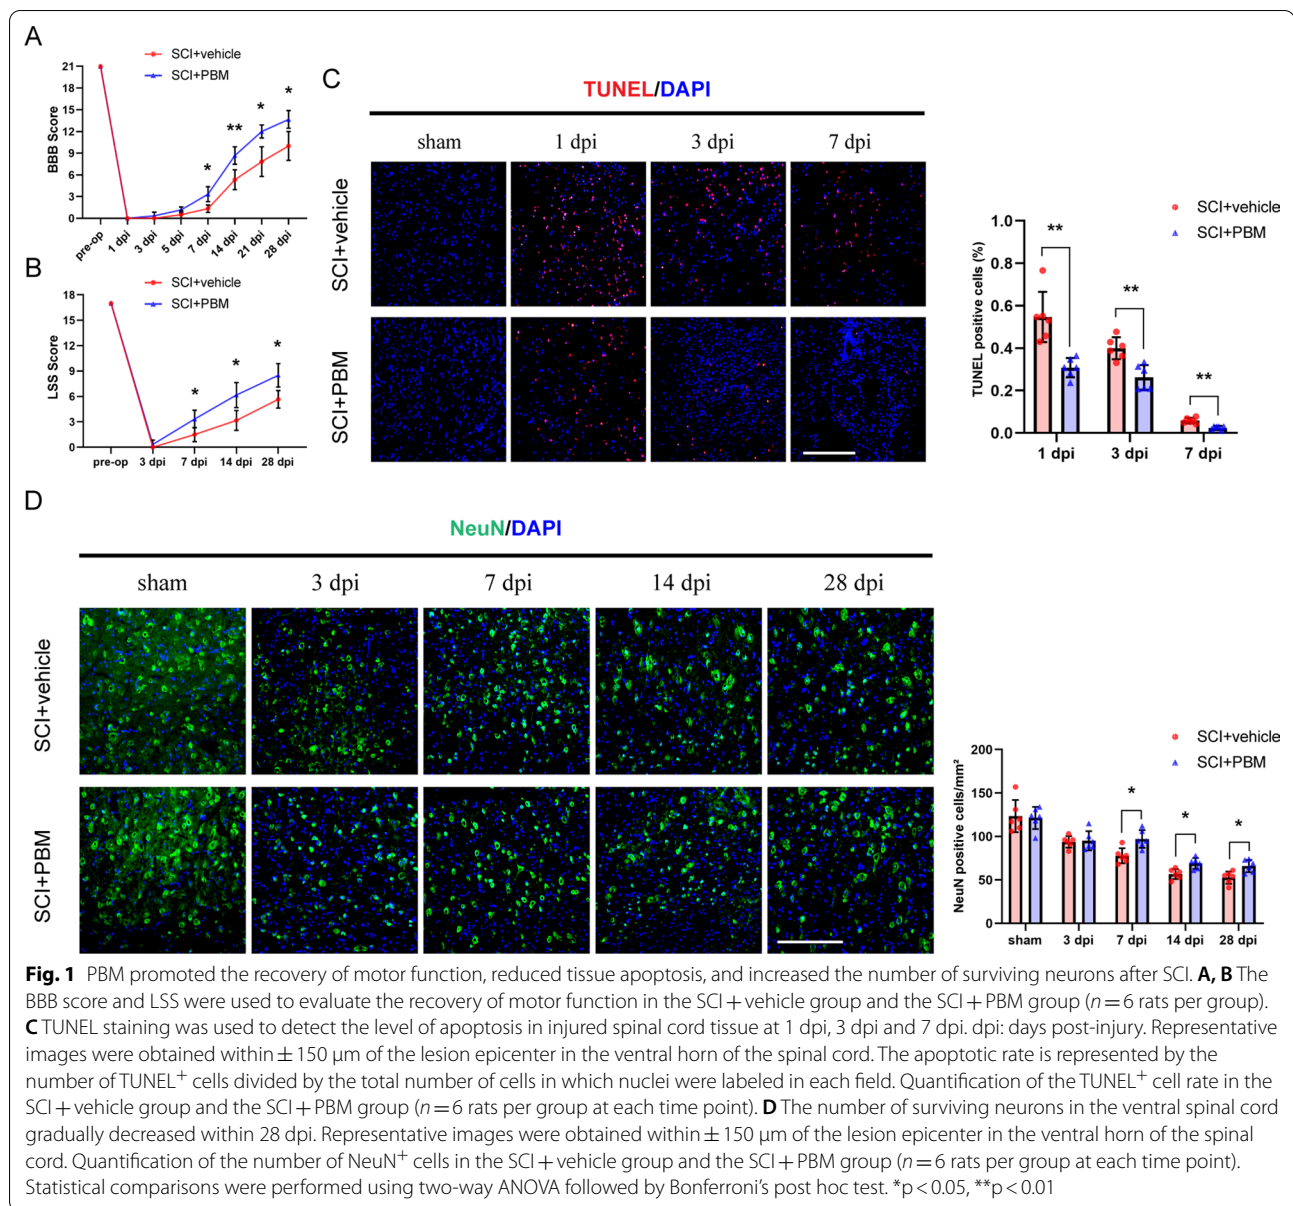 A
SCI+vehicle
SCI+PBM
BBB Score
21
18
15
12
9
6
3
0
* ** * *
pre-op 1 dpi 3 dpi 5 dpi 7 dpi 14 dpi 21 dpi 28 dpi
B
SCI+vehicle
SCI+PBM
LSS Score
18
15
12
9
6
3
0
* * *
pre-op 3 dpi 7 dpi 14 dpi 28 dpi
C
TUNEL/DAPI
sham 1 dpi 3 dpi 7 dpi
SCI+vehicle
SCI+PBM
SCI+vehicle
SCI+PBM
TUNEL positive cells (%)
1.0
0.8
0.6
0.4
0.2
0.0
** ** **
1 dpi 3 dpi 7 dpi
D
NeuN/DAPI
sham 3 dpi 7 dpi 14 dpi 28 dpi
SCI+vehicle
SCI+PBM
SCI+vehicle
SCI+PBM
NeuN positive cells/mm²
200
150
100
50
0
* * *
sham 3 dpi 7 dpi 14 dpi 28 dpi
Fig. 1 PBM promoted the recovery of motor function, reduced tissue apoptosis, and increased the number of surviving neurons after SCI. A, B The
BBB score and LSS were used to evaluate the recovery of motor function in the SCI + vehicle group and the SCI + PBM group (n = 6 rats per group).
C TUNEL staining was used to detect the level of apoptosis in injured spinal cord tissue at 1 dpi, 3 dpi and 7 dpi. dpi: days post-injury. Representative
images were obtained within ± 150 μm of the lesion epicenter in the ventral horn of the spinal cord. The apoptotic rate is represented by the
number of TUNEL⁺ cells divided by the total number of cells in which nuclei were labeled in each field. Quantification of the TUNEL⁺ cell rate in the
SCI + vehicle group and the SCI + PBM group (n = 6 rats per group at each time point). D The number of surviving neurons in the ventral spinal cord
gradually decreased within 28 dpi. Representative images were obtained within ± 150 μm of the lesion epicenter in the ventral horn of the spinal
cord. Quantification of the number of NeuN⁺ cells in the SCI + vehicle group and the SCI + PBM group (n = 6 rats per group at each time point).
Statistical comparisons were performed using two-way ANOVA followed by Bonferroni's post hoc test. *p < 0.05, **p < 0.01